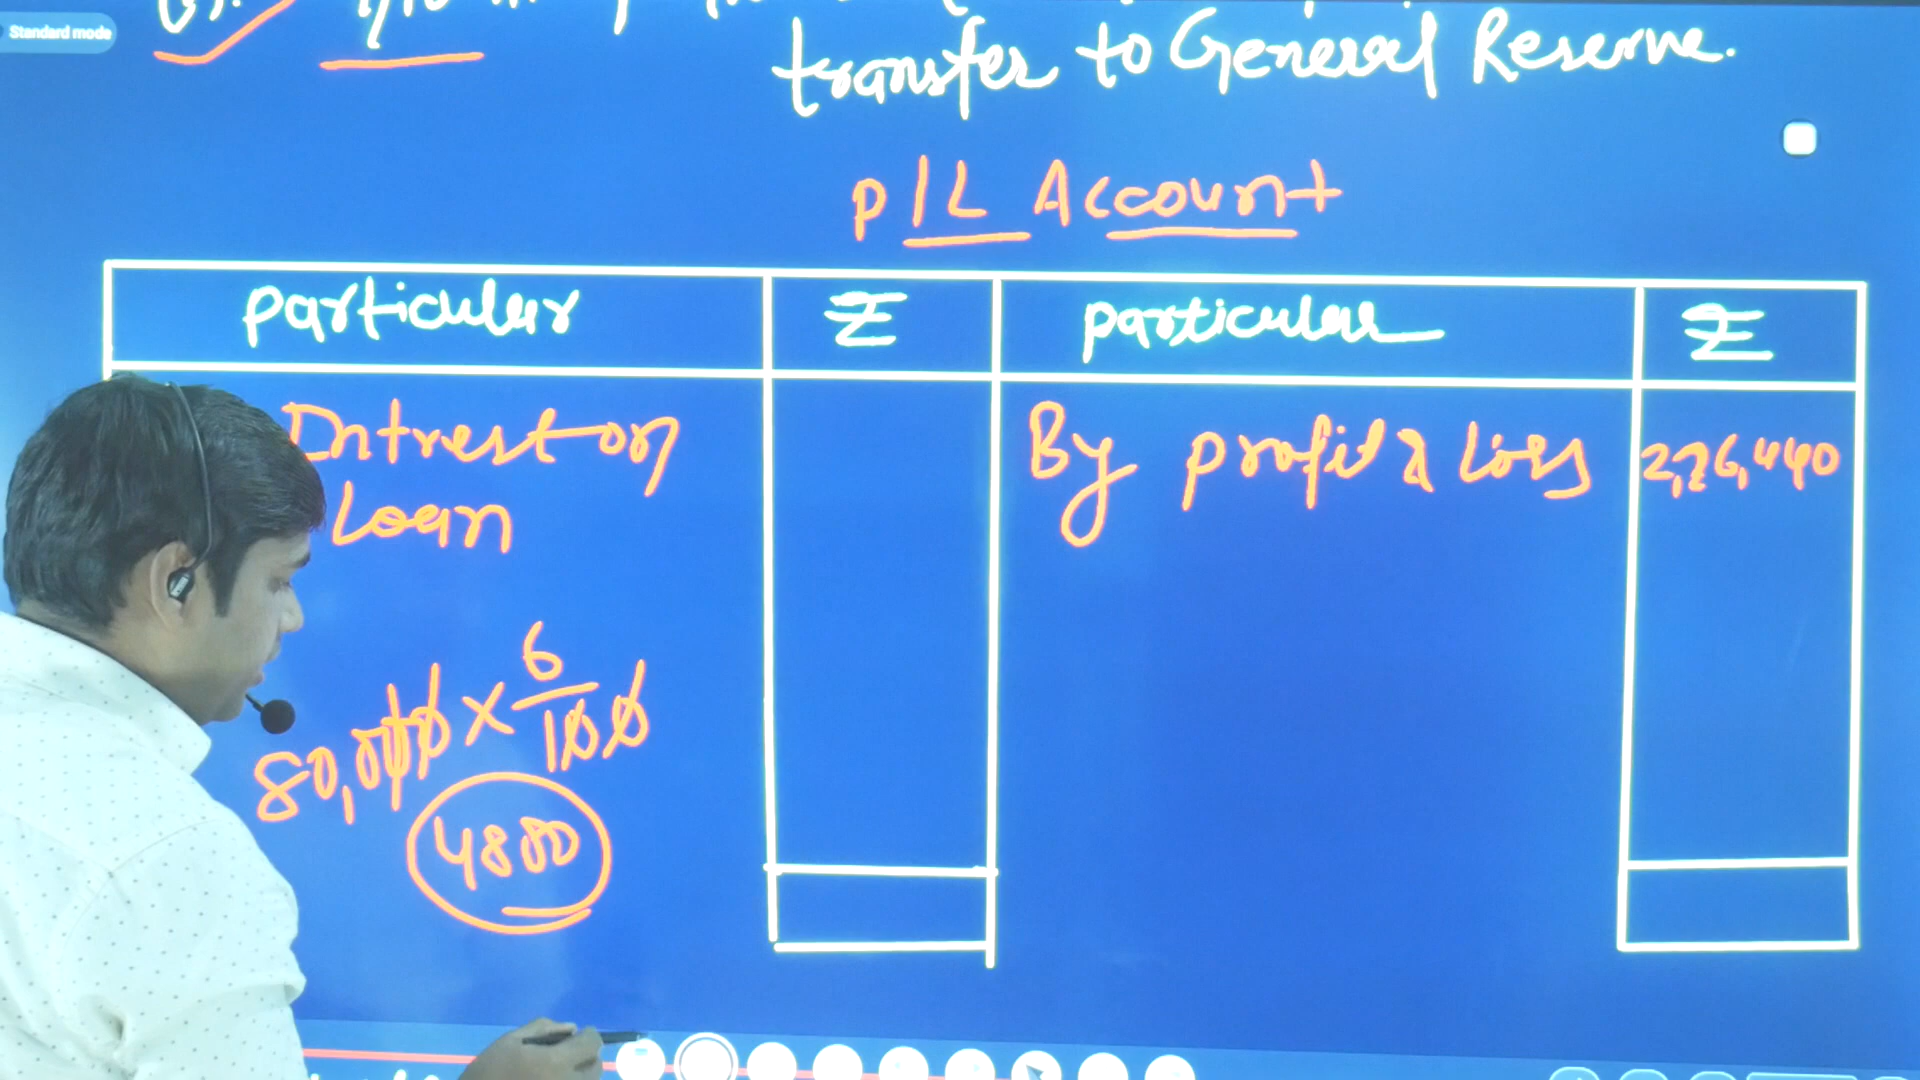 Standard mode
transfer to General Reserve.
P/L Account
particular ₹ particular ₹
Intrest on
Loan
By profit & Loss 2,26,440
80,000 × 6/100
4800